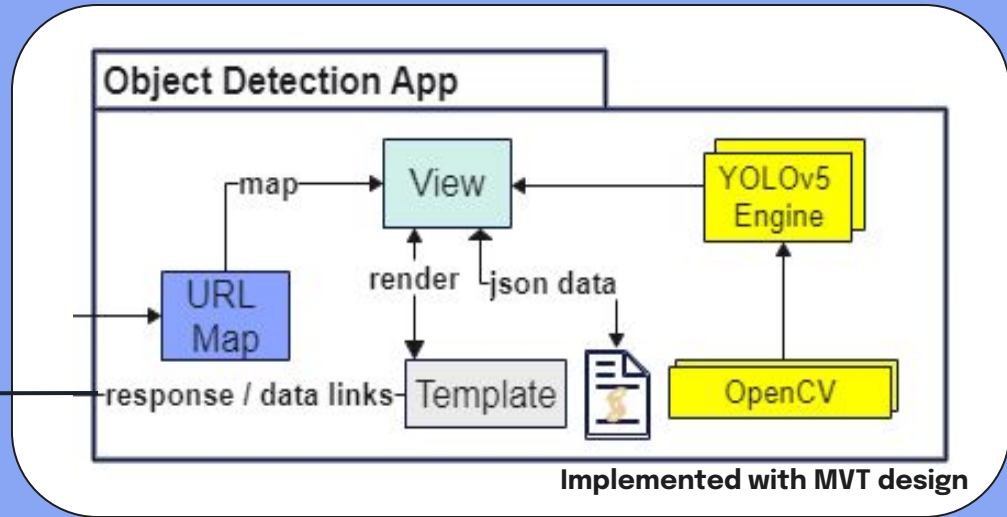 Object Detection App
map
View
YOLOv5
Engine
render
json data
URL
Map
response / data links
Template
OpenCV
Implemented with MVT design